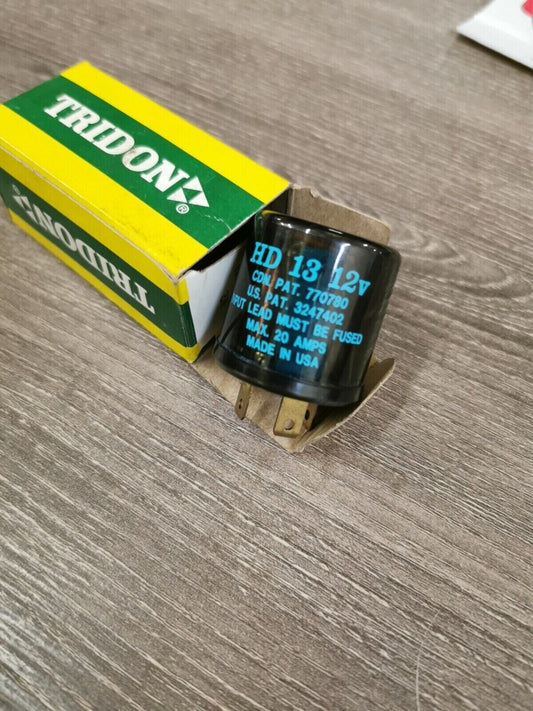 TRIDON ®
TRIDON
HD 13 12v
CDN. PAT. 770780
U.S. PAT. 3247402
INPUT LEAD MUST BE FUSED
MAX. 20 AMPS
MADE IN USA